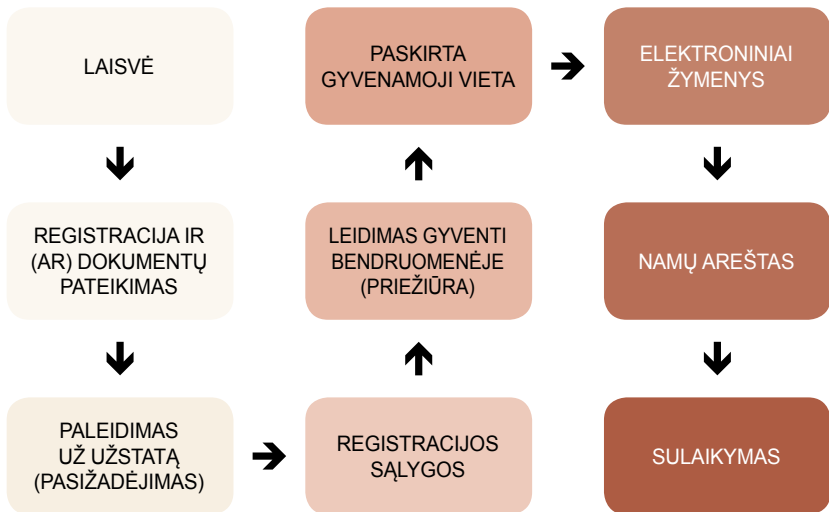 LAISVĖ
REGISTRACIJA IR
(AR) DOKUMENTŲ
PATEIKIMAS
PALEIDIMAS
UŽ UŽSTATĄ
(PASIŽADĖJIMAS)
REGISTRACIJOS
SĄLYGOS
LEIDIMAS GYVENTI
BENDRUOMENĖJE
(PRIEŽIŪRA)
PASKIRTA
GYVENAMOJI VIETA
ELEKTRONINIAI
ŽYMENYS
NAMŲ AREŠTAS
SULAIKYMAS